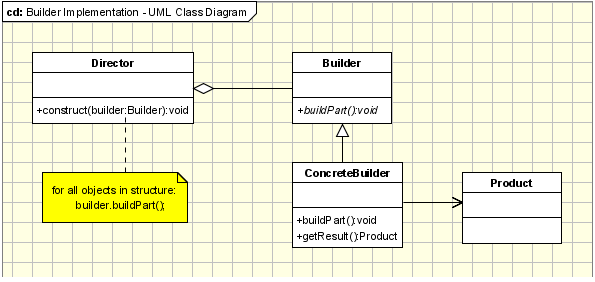 cd: Builder Implementation - UML Class Diagram
Director
+construct(builder:Builder):void
Builder
+buildPart():void
for all objects in structure:
builder.buildPart();
ConcreteBuilder
+buildPart():void
+getResult():Product
Product